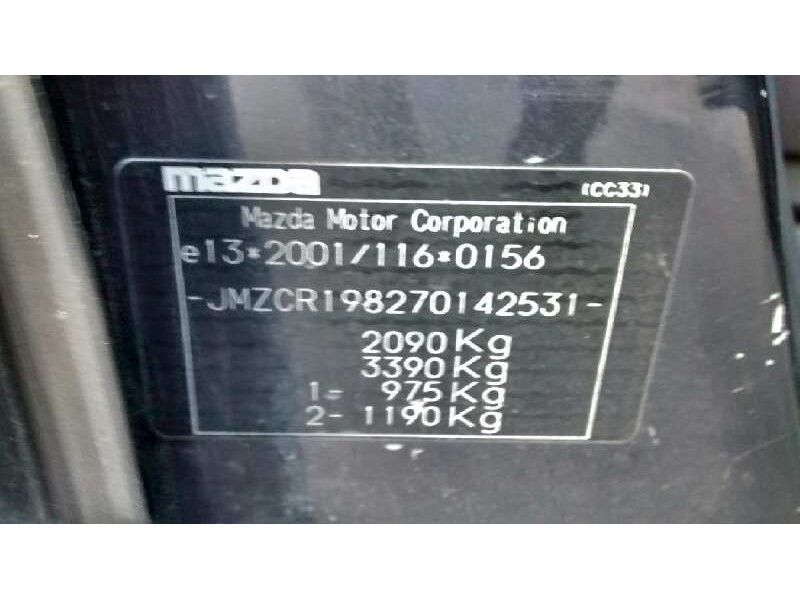 mazda
(CC33)
Mazda Motor Corporation
e13*2001/116*0156
-JMZCR198270142531-
2090Kg
3390Kg
1- 975Kg
2- 1190Kg